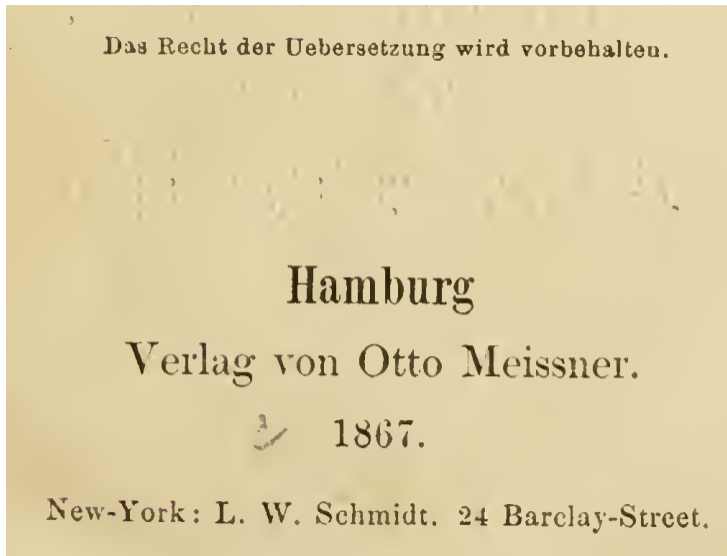 Das Recht der Uebersetzung wird vorbehalten.
Hamburg
Verlag von Otto Meissner.
1867.
New-York: L. W. Schmidt. 24 Barclay-Street.